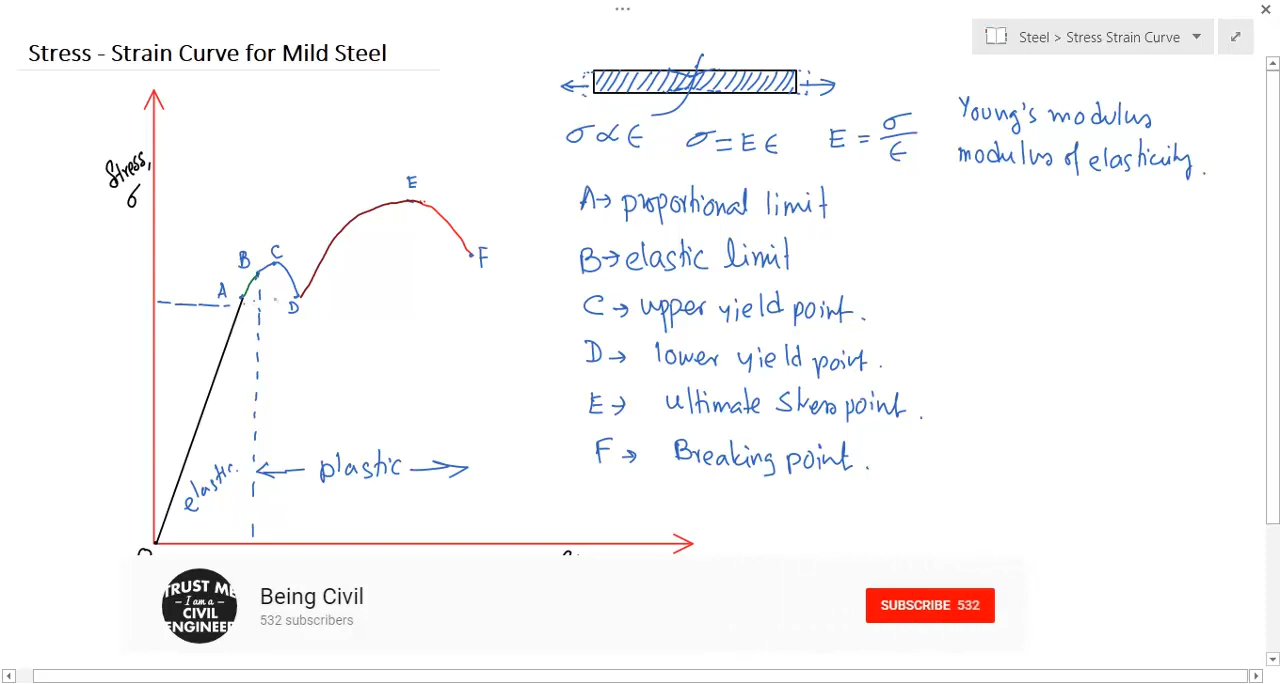 Steel > Stress Strain Curve
Stress - Strain Curve for Mild Steel
σ ∝ ϵ
σ = E ϵ
E = σ/ϵ
Young's modulus
modulus of elasticity.
Stress,
σ
A
B
C
D
E
F
A → proportional limit
B → elastic limit
C → upper yield point.
D → lower yield point.
E → ultimate stress point.
F → Breaking point.
elastic.
plastic
TRUST ME
I am a
CIVIL
ENGINEER
Being Civil
532 subscribers
SUBSCRIBE 532